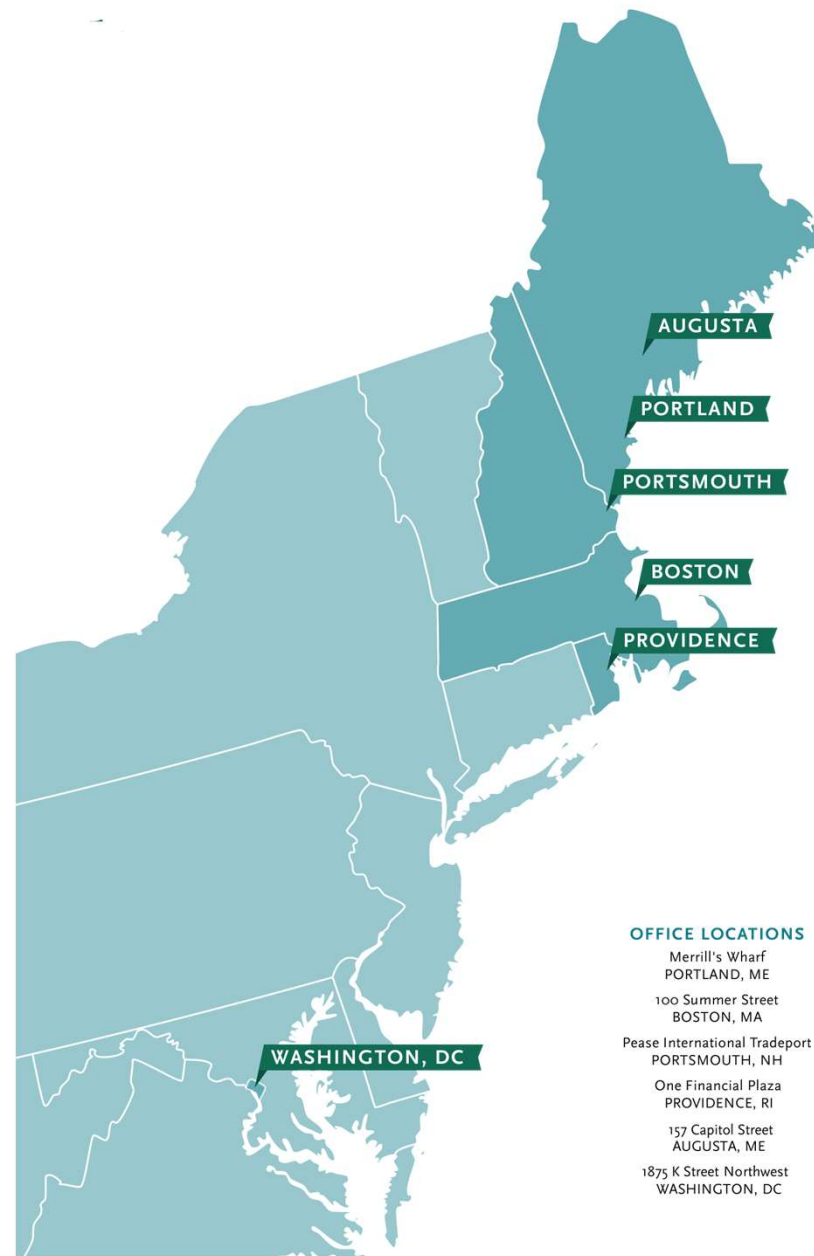 AUGUSTA
PORTLAND
PORTSMOUTH
BOSTON
PROVIDENCE
WASHINGTON, DC
OFFICE LOCATIONS
Merrill's Wharf
PORTLAND, ME
100 Summer Street
BOSTON, MA
Pease International Tradeport
PORTSMOUTH, NH
One Financial Plaza
PROVIDENCE, RI
157 Capitol Street
AUGUSTA, ME
1875 K Street Northwest
WASHINGTON, DC